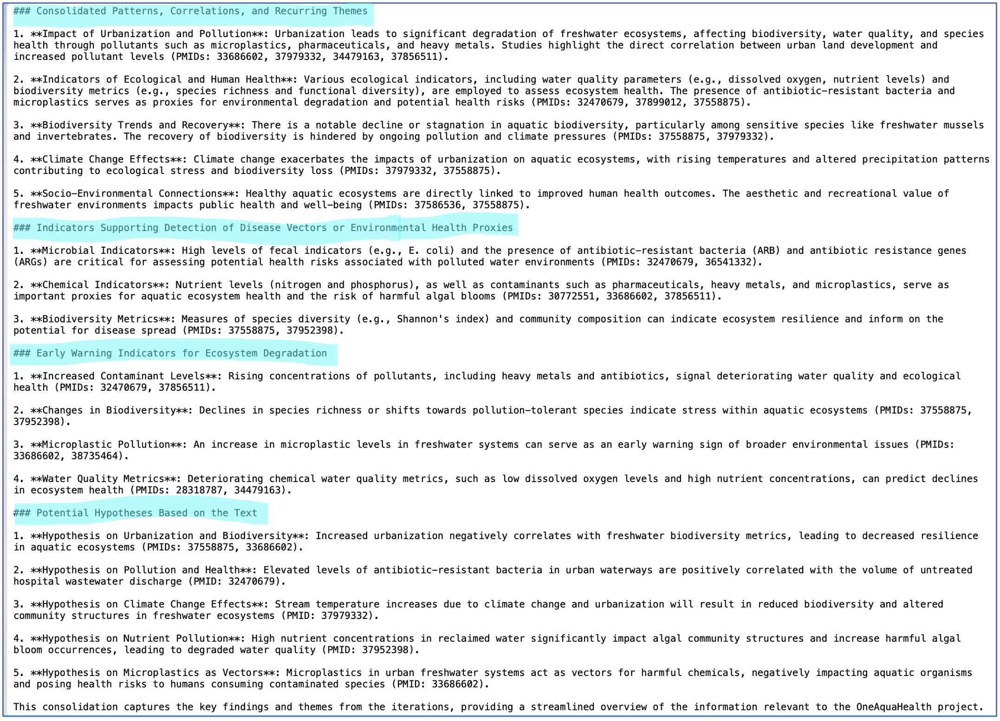 ### Consolidated Patterns, Correlations, and Recurring Themes
1. **Impact of Urbanization and Pollution**: Urbanization leads to significant degradation of freshwater ecosystems, affecting biodiversity, water quality, and species
health through pollutants such as microplastics, pharmaceuticals, and heavy metals. Studies highlight the direct correlation between urban land development and
increased pollutant levels (PMIDs: 33686602, 37979332, 34479163, 37856511).
2. **Indicators of Ecological and Human Health**: Various ecological indicators, including water quality parameters (e.g., dissolved oxygen, nutrient levels) and
biodiversity metrics (e.g., species richness and functional diversity), are employed to assess ecosystem health. The presence of antibiotic-resistant bacteria and
microplastics serves as proxies for environmental degradation and potential health risks (PMIDs: 32470679, 37899012, 37558875).
3. **Biodiversity Trends and Recovery**: There is a notable decline or stagnation in aquatic biodiversity, particularly among sensitive species like freshwater mussels
and invertebrates. The recovery of biodiversity is hindered by ongoing pollution and climate pressures (PMIDs: 37558875, 37979332).
4. **Climate Change Effects**: Climate change exacerbates the impacts of urbanization on aquatic ecosystems, with rising temperatures and altered precipitation patterns
contributing to ecological stress and biodiversity loss (PMIDs: 37979332, 37558875).
5. **Socio-Environmental Connections**: Healthy aquatic ecosystems are directly linked to improved human health outcomes. The aesthetic and recreational value of
freshwater environments impacts public health and well-being (PMIDs: 37586536, 37558875).
### Indicators Supporting Detection of Disease Vectors or Environmental Health Proxies
1. **Microbial Indicators**: High levels of fecal indicators (e.g., E. coli) and the presence of antibiotic-resistant bacteria (ARB) and antibiotic resistance genes
(ARGs) are critical for assessing potential health risks associated with polluted water environments (PMIDs: 32470679, 36541332).
2. **Chemical Indicators**: Nutrient levels (nitrogen and phosphorus), as well as contaminants such as pharmaceuticals, heavy metals, and microplastics, serve as
important proxies for aquatic ecosystem health and the risk of harmful algal blooms (PMIDs: 30772551, 33686602, 37856511).
3. **Biodiversity Metrics**: Measures of species diversity (e.g., Shannon's index) and community composition can indicate ecosystem resilience and inform on the
potential for disease spread (PMIDs: 37558875, 37952398).
### Early Warning Indicators for Ecosystem Degradation
1. **Increased Contaminant Levels**: Rising concentrations of pollutants, including heavy metals and antibiotics, signal deteriorating water quality and ecological
health (PMIDs: 32470679, 37856511).
2. **Changes in Biodiversity**: Declines in species richness or shifts towards pollution-tolerant species indicate stress within aquatic ecosystems (PMIDs: 37558875,
37952398).
3. **Microplastic Pollution**: An increase in microplastic levels in freshwater systems can serve as an early warning sign of broader environmental issues (PMIDs:
33686602, 38735464).
4. **Water Quality Metrics**: Deteriorating chemical water quality metrics, such as low dissolved oxygen levels and high nutrient concentrations, can predict declines
in ecosystem health (PMIDs: 28318787, 34479163).
### Potential Hypotheses Based on the Text
1. **Hypothesis on Urbanization and Biodiversity**: Increased urbanization negatively correlates with freshwater biodiversity metrics, leading to decreased resilience
in aquatic ecosystems (PMIDs: 37558875, 33686602).
2. **Hypothesis on Pollution and Health**: Elevated levels of antibiotic-resistant bacteria in urban waterways are positively correlated with the volume of untreated
hospital wastewater discharge (PMID: 32470679).
3. **Hypothesis on Climate Change Effects**: Stream temperature increases due to climate change and urbanization will result in reduced biodiversity and altered
community structures in freshwater ecosystems (PMID: 37979332).
4. **Hypothesis on Nutrient Pollution**: High nutrient concentrations in reclaimed water significantly impact algal community structures and increase harmful algal
bloom occurrences, leading to degraded water quality (PMID: 37952398).
5. **Hypothesis on Microplastics as Vectors**: Microplastics in urban freshwater systems act as vectors for harmful chemicals, negatively impacting aquatic organisms
and posing health risks to humans consuming contaminated species (PMID: 33686602).
This consolidation captures the key findings and themes from the iterations, providing a streamlined overview of the information relevant to the OneAquaHealth project.